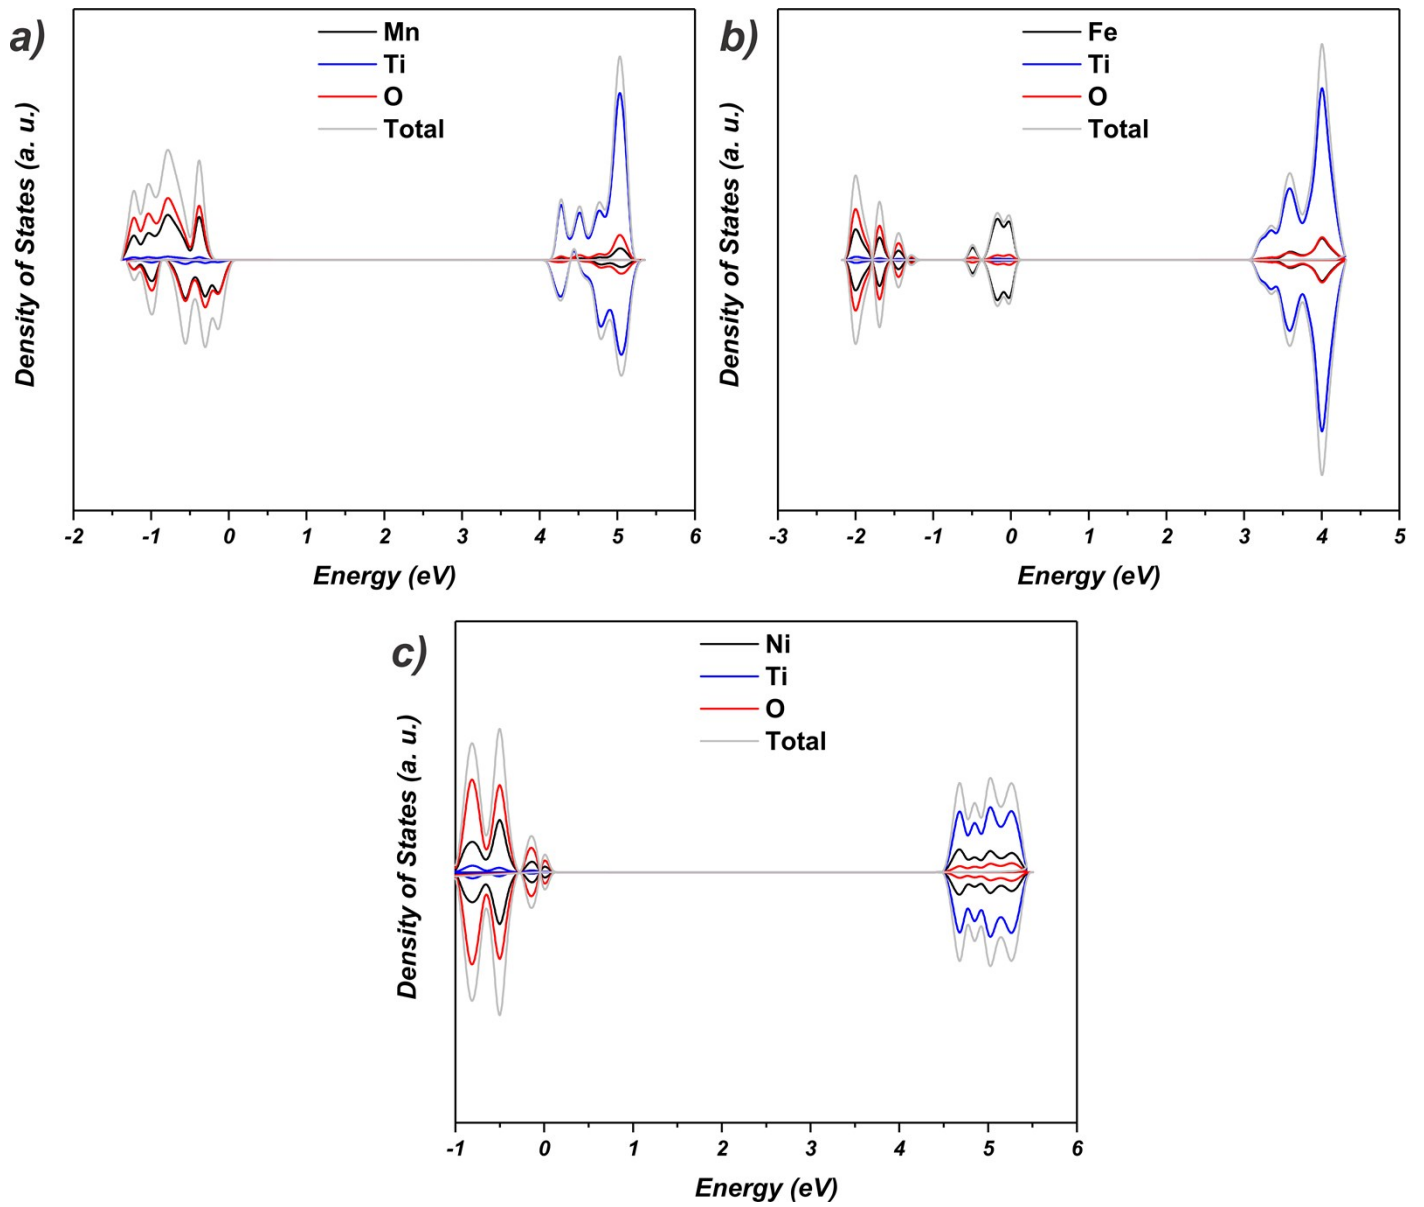 a)
Mn
Ti
O
Total
Density of States (a. u.)
-2 -1 0 1 2 3 4 5 6
Energy (eV)
b)
Fe
Ti
O
Total
Density of States (a. u.)
-3 -2 -1 0 1 2 3 4 5
Energy (eV)
c)
Ni
Ti
O
Total
Density of States (a. u.)
-1 0 1 2 3 4 5 6
Energy (eV)